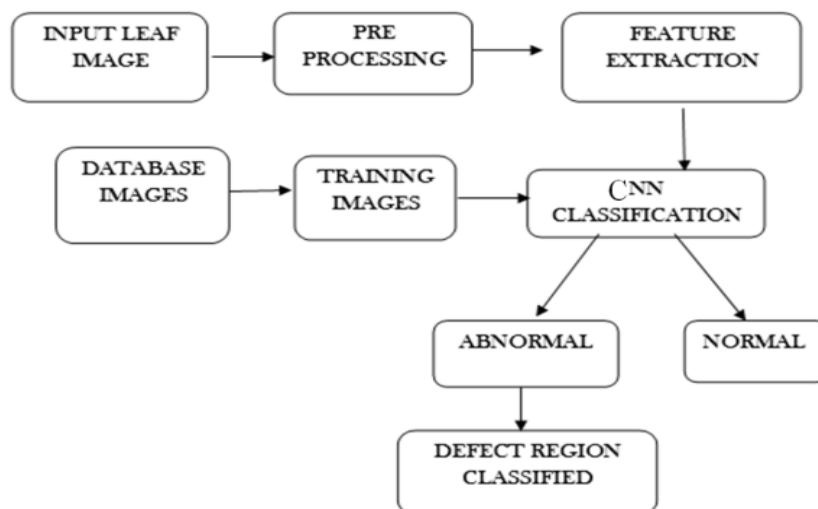 INPUT LEAF
IMAGE
PRE
PROCESSING
FEATURE
EXTRACTION
DATABASE
IMAGES
TRAINING
IMAGES
CNN
CLASSIFICATION
ABNORMAL
NORMAL
DEFECT REGION
CLASSIFIED